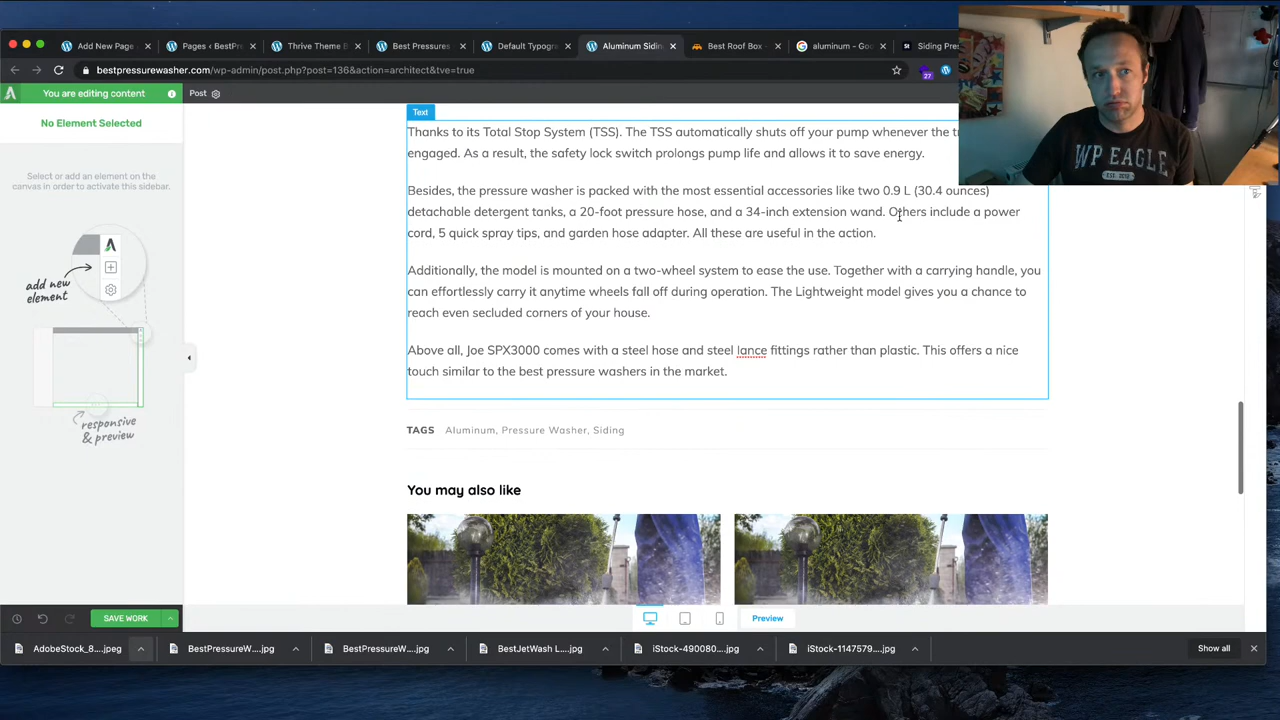 Add New Page
Pages ‹ BestPr
Thrive Theme B
Best Pressures
Default Typogr
Aluminum Sidin
Best Roof Box -
aluminum - Goo
Siding Pres
bestpressurewasher.com/wp-admin/post.php?post=136&action=architect&tve=true
27
You are editing content
Post
No Element Selected
Select or add an element on the
canvas in order to activate this sidebar.
add new
element
responsive
& preview
Text
Thanks to its Total Stop System (TSS). The TSS automatically shuts off your pump whenever the tr
engaged. As a result, the safety lock switch prolongs pump life and allows it to save energy.
Besides, the pressure washer is packed with the most essential accessories like two 0.9 L (30.4 ounces)
detachable detergent tanks, a 20-foot pressure hose, and a 34-inch extension wand. Others include a power
cord, 5 quick spray tips, and garden hose adapter. All these are useful in the action.
Additionally, the model is mounted on a two-wheel system to ease the use. Together with a carrying handle, you
can effortlessly carry it anytime wheels fall off during operation. The Lightweight model gives you a chance to
reach even secluded corners of your house.
Above all, Joe SPX3000 comes with a steel hose and steel lance fittings rather than plastic. This offers a nice
touch similar to the best pressure washers in the market.
TAGS Aluminum, Pressure Washer, Siding
You may also like
WP EAGLE
EST 2012
SAVE WORK
Preview
AdobeStock_8....jpeg
BestPressureW....jpg
BestPressureW....jpg
BestJetWash L....jpg
iStock-490080....jpg
iStock-1147579....jpg
Show all